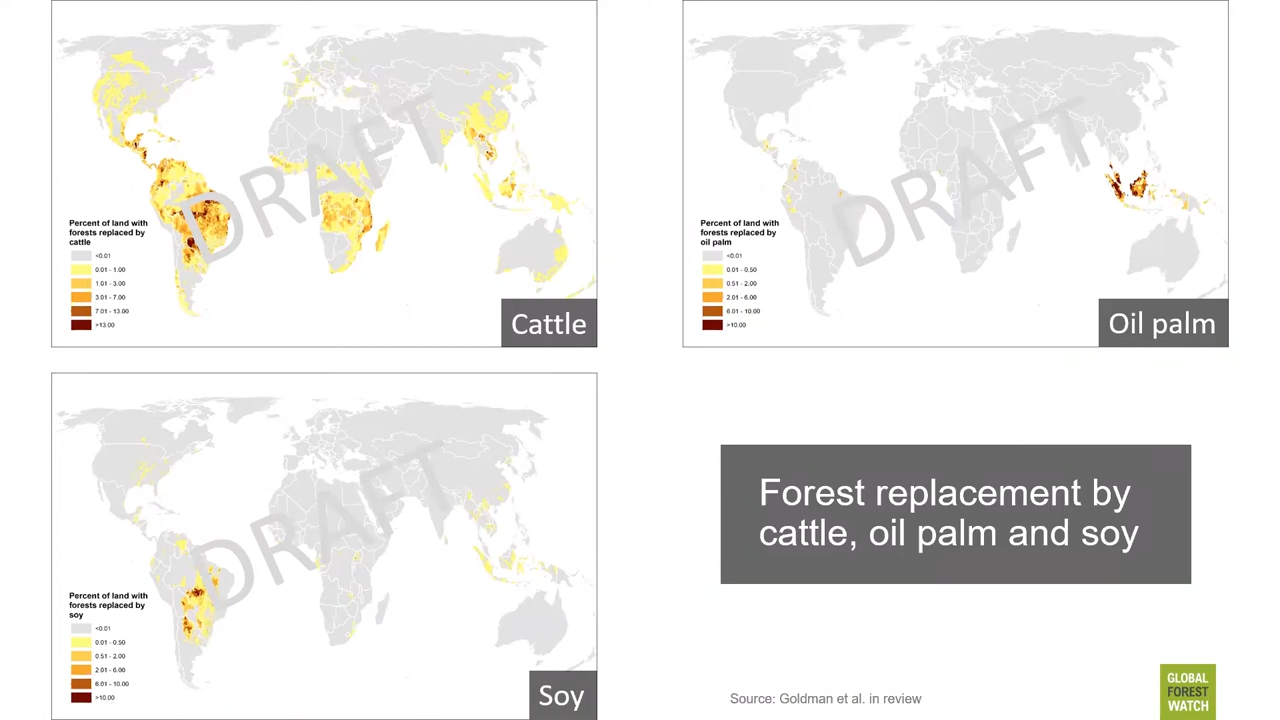 DRAFT
Percent of land with
forests replaced by
cattle
<0.01
0.01 - 1.00
1.01 - 3.00
3.01 - 7.00
7.01 - 13.00
>13.00
Cattle
DRAFT
Percent of land with
forests replaced by
oil palm
<0.01
0.01 - 0.50
0.51 - 2.00
2.01 - 6.00
6.01 - 10.00
>10.00
Oil palm
DRAFT
Percent of land with
forests replaced by
soy
<0.01
0.01 - 0.50
0.51 - 2.00
2.01 - 6.00
6.01 - 10.00
>10.00
Soy
Forest replacement by
cattle, oil palm and soy
Source: Goldman et al. in review
GLOBAL
FOREST
WATCH